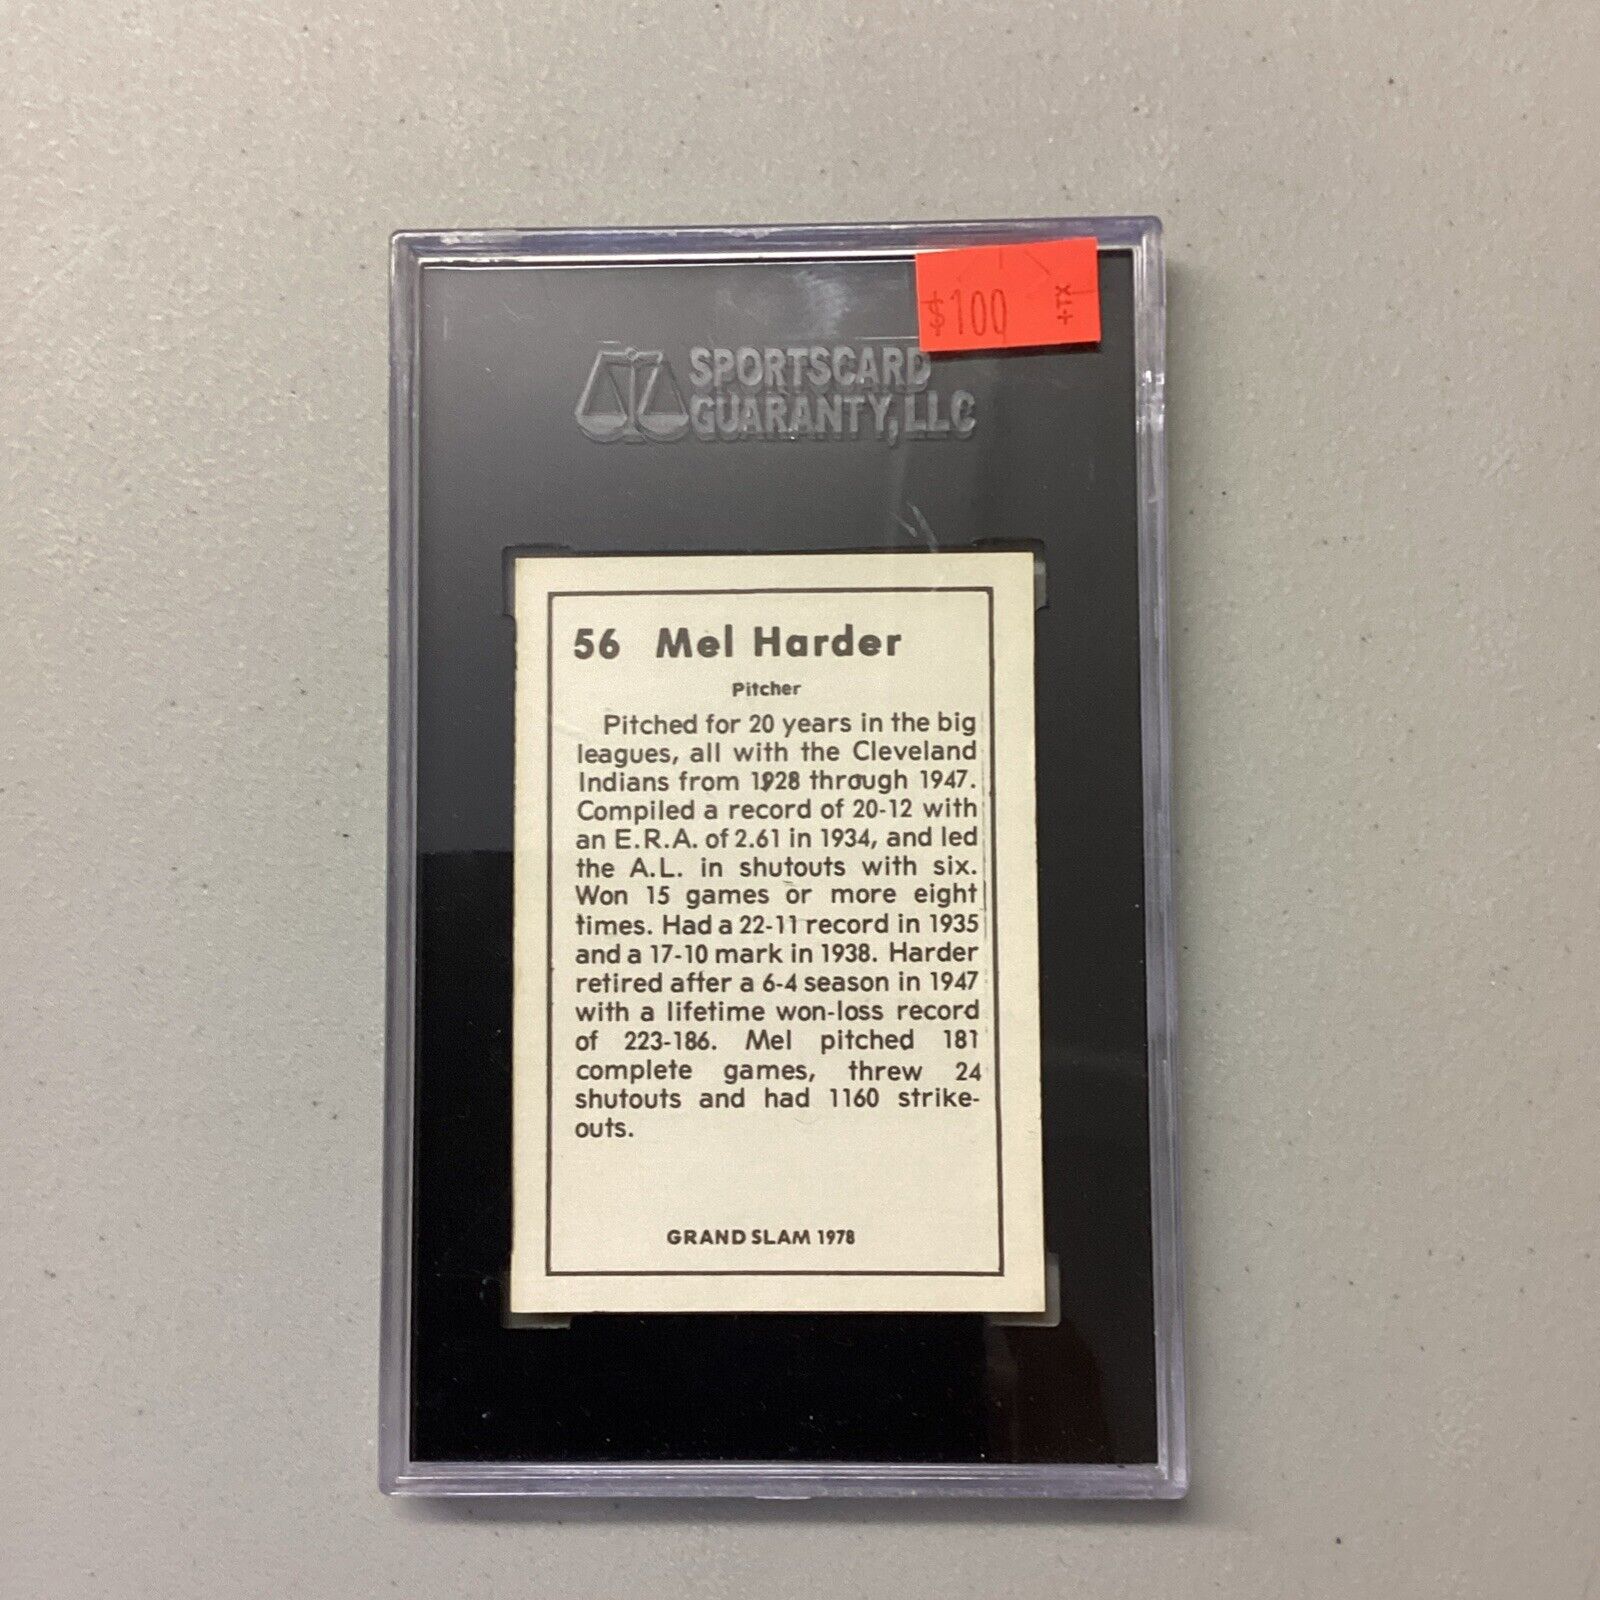 $100 +TX
SPORTSCARD
GUARANTY, LLC
56 Mel Harder
Pitcher
Pitched for 20 years in the big
leagues, all with the Cleveland
Indians from 1928 through 1947.
Compiled a record of 20-12 with
an E.R.A. of 2.61 in 1934, and led
the A.L. in shutouts with six.
Won 15 games or more eight
times. Had a 22-11 record in 1935
and a 17-10 mark in 1938. Harder
retired after a 6-4 season in 1947
with a lifetime won-loss record
of 223-186. Mel pitched 181
complete games, threw 24
shutouts and had 1160 strike-
outs.
GRAND SLAM 1978